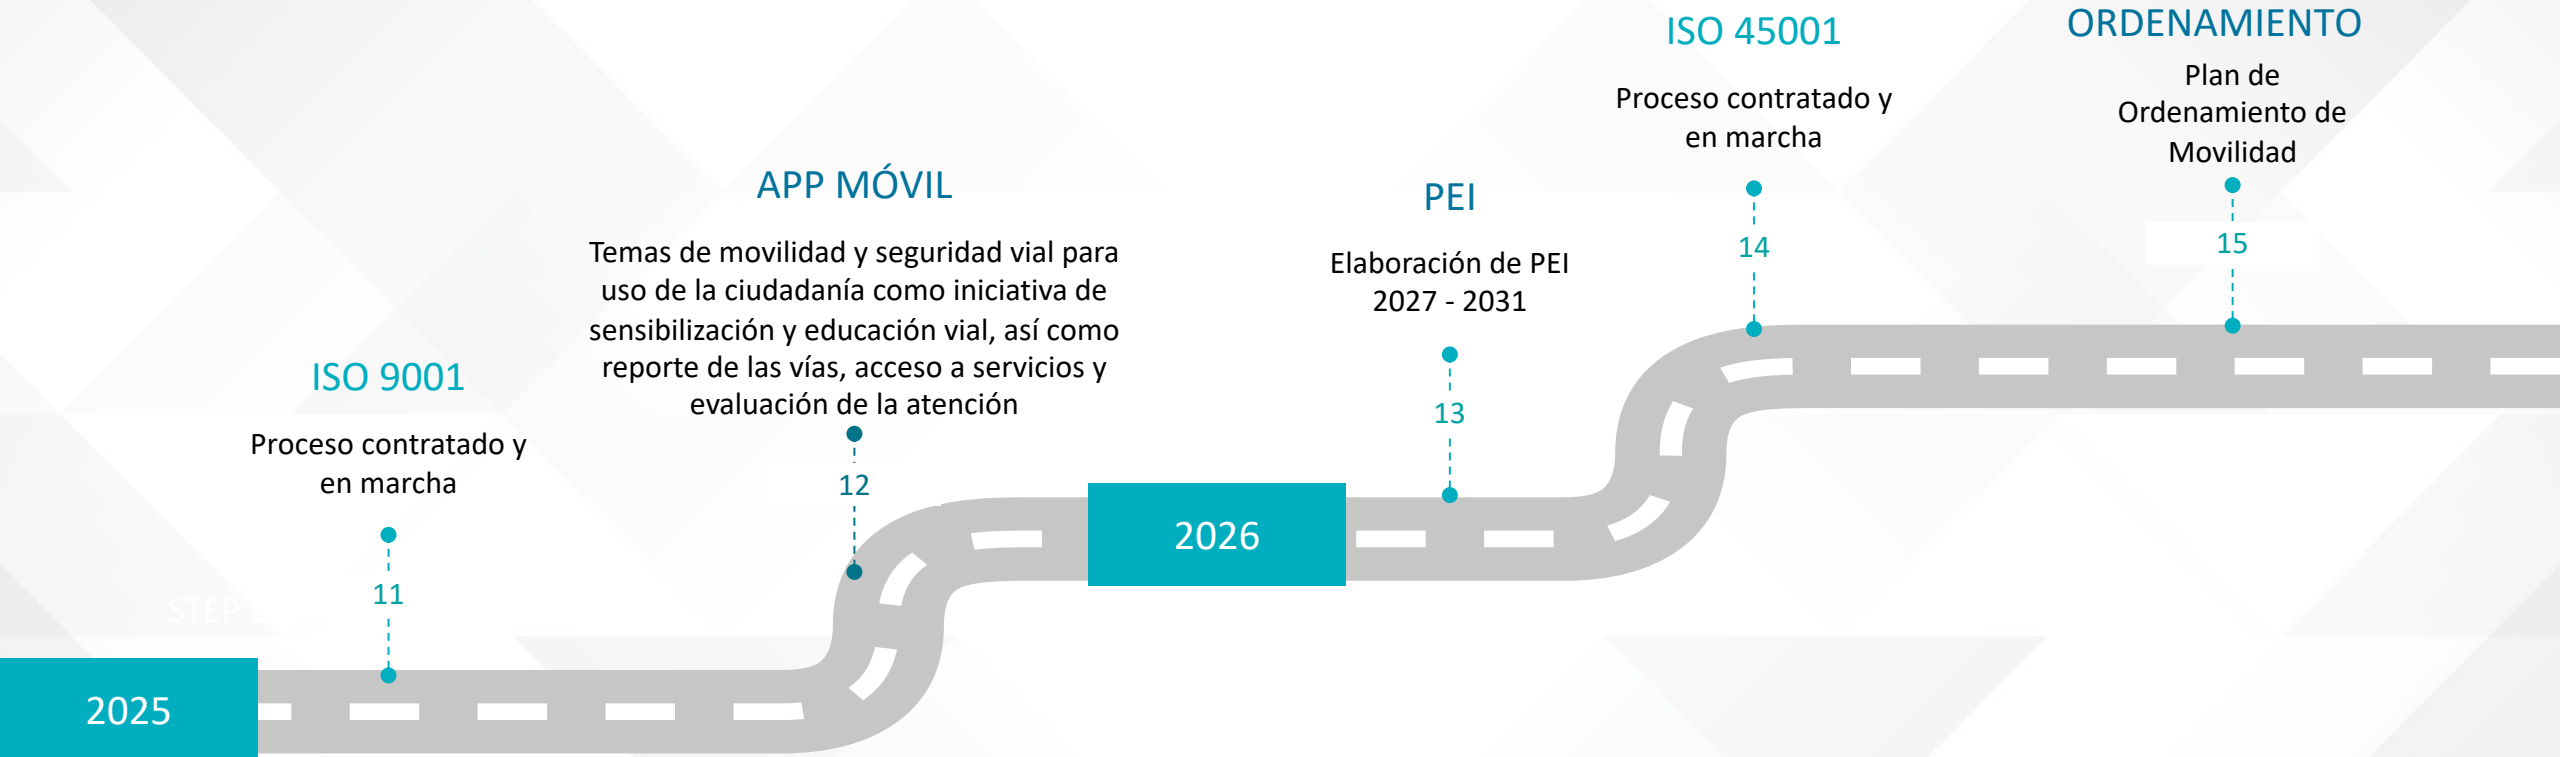 ISO 9001
Proceso contratado y
en marcha
11
STEP
2025
APP MÓVIL
Temas de movilidad y seguridad vial para
uso de la ciudadanía como iniciativa de
sensibilización y educación vial, así como
reporte de las vías, acceso a servicios y
evaluación de la atención
12
2026
PEI
Elaboración de PEI
2027 - 2031
13
ISO 45001
Proceso contratado y
en marcha
14
ORDENAMIENTO
Plan de
Ordenamiento de
Movilidad
15